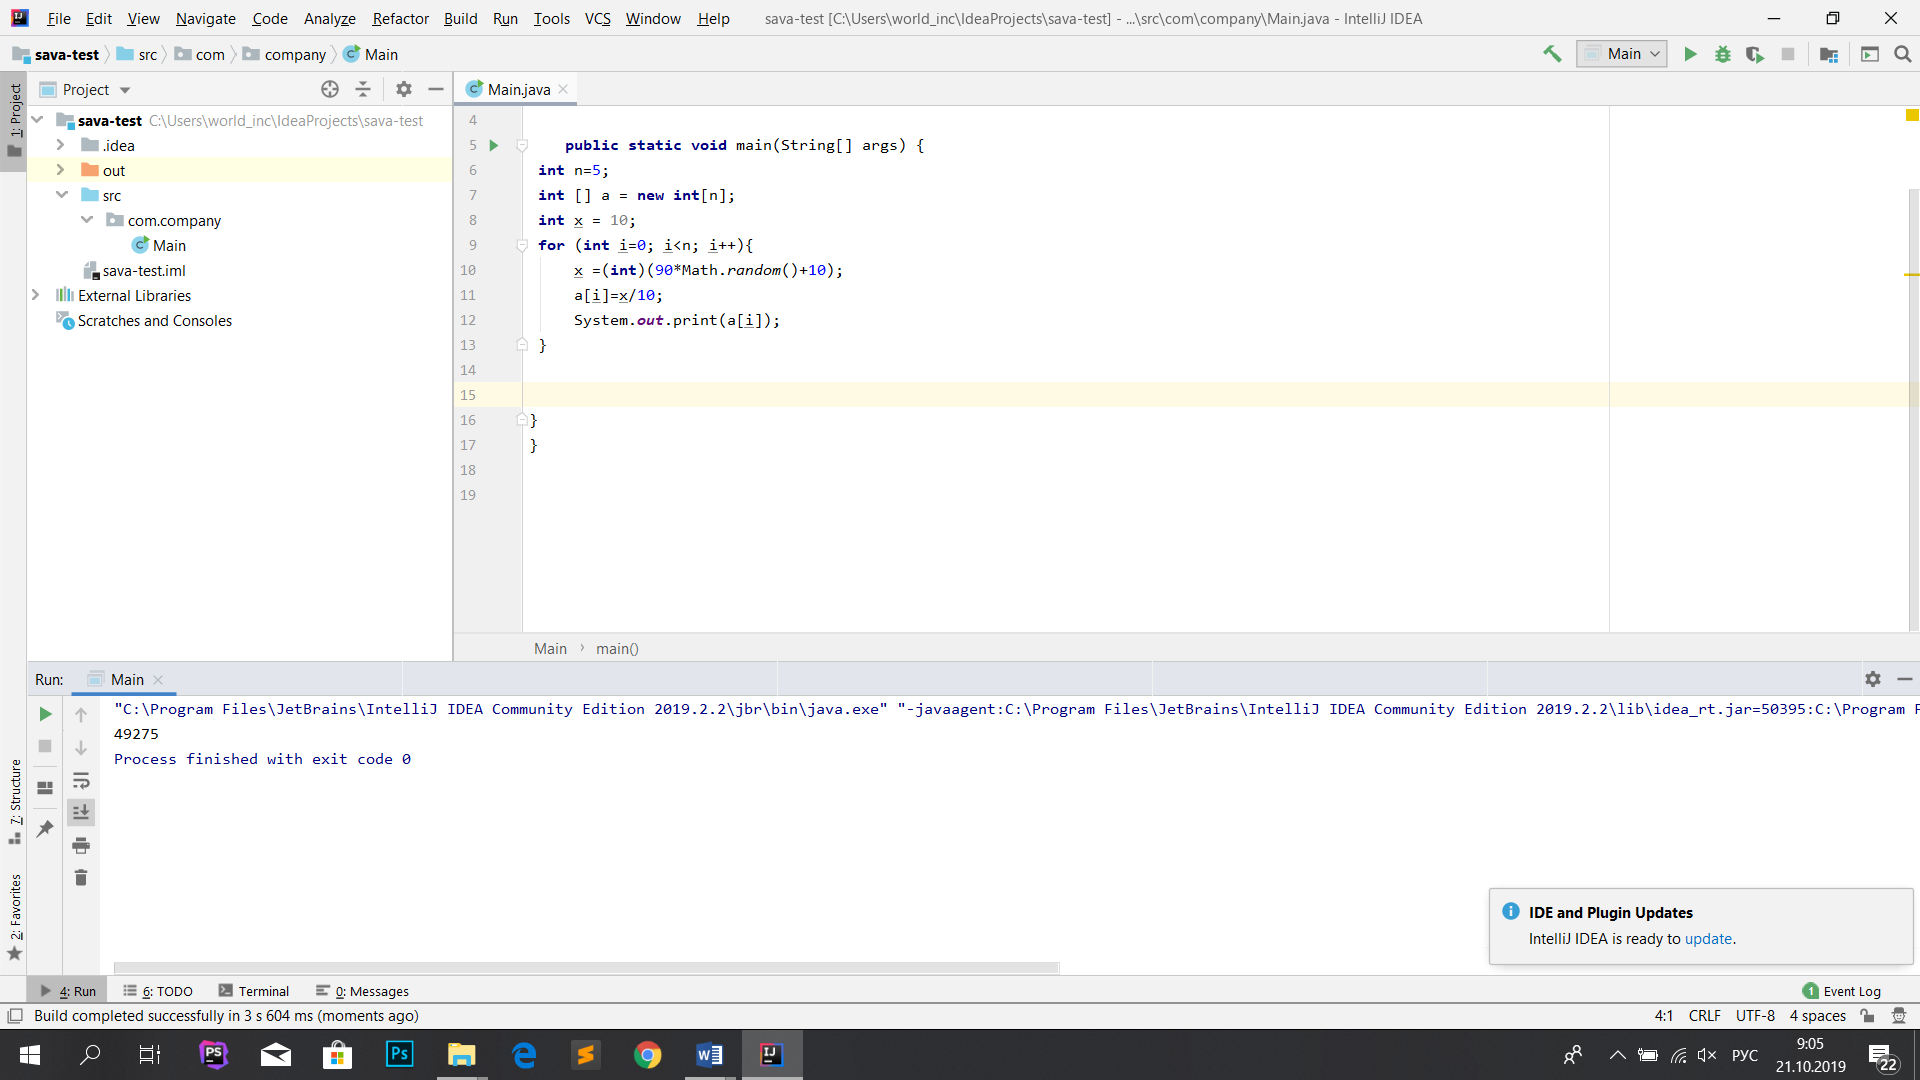 File Edit View Navigate Code Analyze Refactor Build Run Tools VCS Window Help sava-test [C:\Users\world_inc\IdeaProjects\sava-test] - ...\src\com\company\Main.java - IntelliJ IDEA
sava-test src com company Main Main
1: Project
Project
Main.java
sava-test C:\Users\world_inc\IdeaProjects\sava-test
.idea
out
src
com.company
Main
sava-test.iml
External Libraries
Scratches and Consoles
4
5 public static void main(String[] args) {
6 int n=5;
7 int [] a = new int[n];
8 int x = 10;
9 for (int i=0; i<n; i++){
10 x =(int)(90*Math.random()+10);
11 a[i]=x/10;
12 System.out.print(a[i]);
13 }
14
15
16 }
17 }
18
19
Main › main()
Run: Main
"C:\Program Files\JetBrains\IntelliJ IDEA Community Edition 2019.2.2\jbr\bin\java.exe" "-javaagent:C:\Program Files\JetBrains\IntelliJ IDEA Community Edition 2019.2.2\lib\idea_rt.jar=50395:C:\Program F
49275
Process finished with exit code 0
7: Structure
2: Favorites
IDE and Plugin Updates
IntelliJ IDEA is ready to update.
4: Run 6: TODO Terminal 0: Messages 1 Event Log
Build completed successfully in 3 s 604 ms (moments ago) 4:1 CRLF UTF-8 4 spaces
PS Ps W IJ РУС 9:05
21.10.2019 22